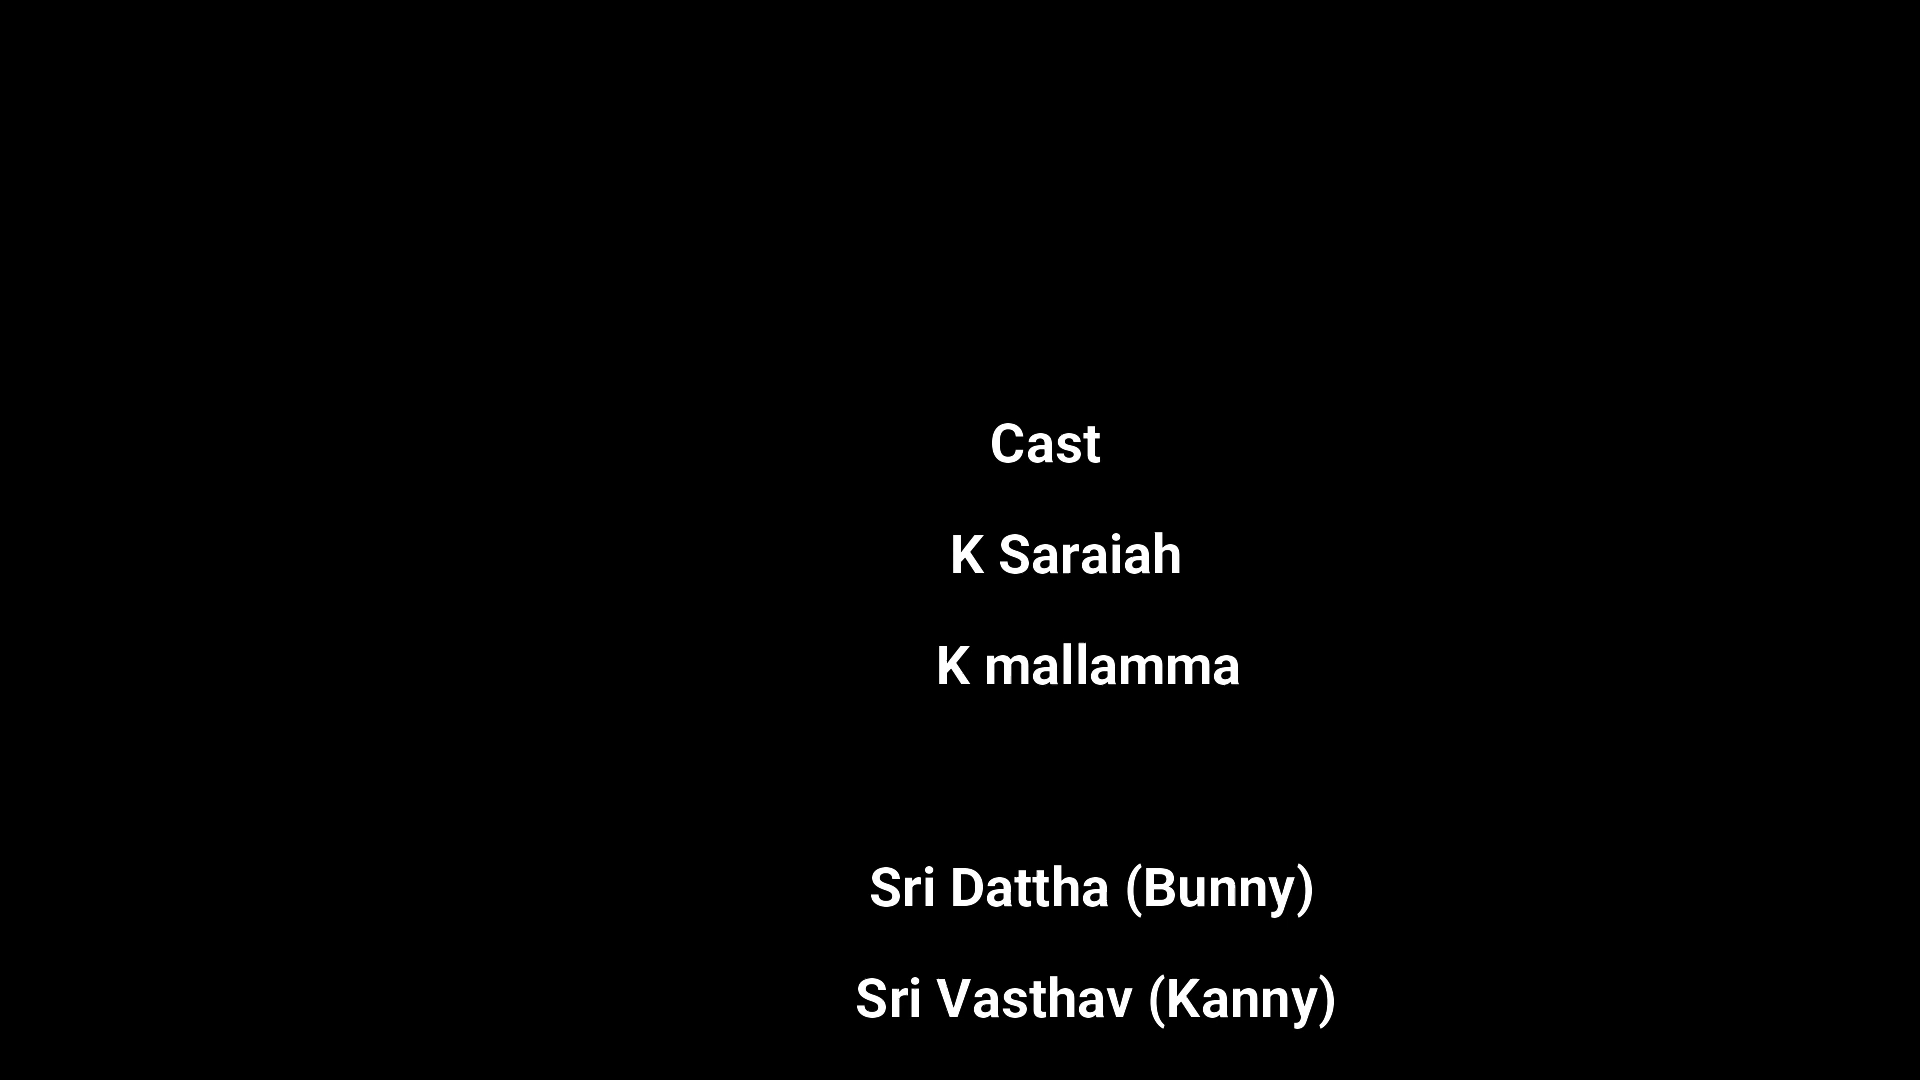 Cast
K Saraiah
K mallamma
Sri Dattha (Bunny)
Sri Vasthav (Kanny)